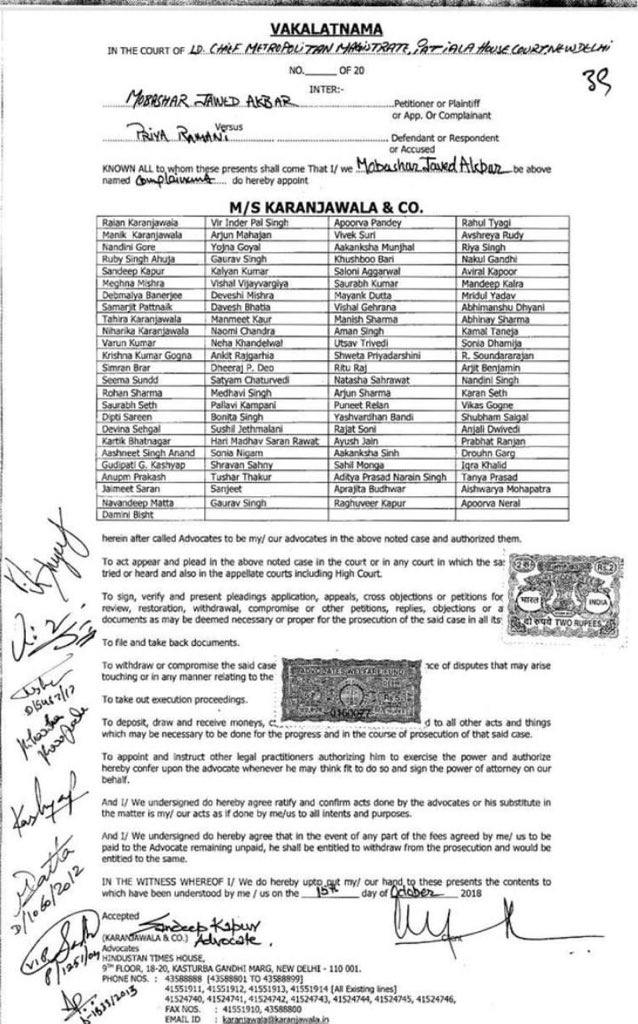 VAKALATNAMA
IN THE COURT OF LD. CHIEF METROPOLITAN MAGISTRATE, PATIALA HOUSE COURT, NEW DELHI
NO._____ OF 20
39
INTER:-
MOBASHAR JAWED AKBAR ........Petitioner or Plaintiff
or App. Or Complainant
Versus
PRIYA RAMANI ........ Defendant or Respondent
or Accused
KNOWN ALL to whom these presents shall come That I/ we Mobashar Jawed Akbar be above
named Complainant ..... do hereby appoint
M/S KARANJAWALA & CO.
Raian Karanjawala Vir Inder Pal Singh Apoorva Pandey Rahul Tyagi
Manik Karanjawala Arjun Mahajan Vivek Suri Avshreya Rudy
Nandini Gore Yojna Goyal Aakanksha Munjhal Riya Singh
Ruby Singh Ahuja Gaurav Singh Khushboo Bari Nakul Gandhi
Sandeep Kapur Kalyan Kumar Saloni Aggarwal Aviral Kapoor
Meghna Mishra Vishal Vijayvargiya Saurabh Kumar Mandeep Kalra
Debmalya Banerjee Deveshi Mishra Mayank Dutta Mridul Yadav
Samarjit Pattnaik Davesh Bhatia Vishal Gehrana Abhimanshu Dhyani
Tahira Karanjawala Manmeet Kaur Manish Sharma Abhinay Sharma
Niharika Karanjawala Naomi Chandra Aman Singh Kamal Taneja
Varun Kumar Neha Khandelwal Utsav Trivedi Sonia Dhamija
Krishna Kumar Gogna Ankit Rajgarhia Shweta Priyadarshini R. Soundararajan
Simran Brar Dheeraj P. Deo Ritu Raj Arjit Benjamin
Seema Sundd Satyam Chaturvedi Natasha Sahrawat Nandini Singh
Rohan Sharma Medhavi Singh Arjun Sharma Karan Seth
Saurabh Seth Pallavi Kampani Puneet Relan Vikas Gogne
Dipti Sareen Bonita Singh Yashvardhan Bandi Shubham Saigal
Devina Sehgal Sushil Jethmalani Rajat Soni Anjali Dwivedi
Kartik Bhatnagar Hari Madhav Saran Rawat Ayush Jain Prabhat Ranjan
Aashneet Singh Anand Sonia Nigam Aakanksha Sinh Drouhn Garg
Gudipati G. Kashyap Shravan Sahny Sahil Monga Iqra Khalid
Anupm Prakash Tushar Thakur Aditya Prasad Narain Singh Tanya Prasad
Jaimeet Saran Sanjeet Aprajita Budhwar Aishwarya Mohapatra
Navandeep Matta Gaurav Singh Raghuveer Kapur Apoorva Neral
Damini Bisht
herein after called Advocates to be my/ our advocates in the above noted case and authorized them.
To act appear and plead in the above noted case in the court or in any court in which the sa
tried or heard and also in the appellate courts including High Court.
To sign, verify and present pleadings application, appeals, cross objections or petitions for
review, restoration, withdrawal, compromise or other petitions, replies, objections or a
documents as may be deemed necessary or proper for the prosecution of the said case in all its
भारत INDIA
दो रुपये TWO RUPEES
To file and take back documents.
To withdraw or compromise the said case nce of disputes that may arise
touching or in any manner relating to the
ADVOCATES WELFARE FUND
To take out execution proceedings.
To deposit, draw and receive moneys, c d to all other acts and things
which may be necessary to be done for the progress and in the course of prosecution of that said case.
To appoint and instruct other legal practitioners authorizing him to exercise the power and authorize
hereby confer upon the advocate whenever he may think fit to do so and sign the power of attorney on our
behalf.
And I/ We undersigned do hereby agree ratify and confirm acts done by the advocates or his substitute in
the matter is my/ our acts as if done by me/us to all intents and purposes.
And I/ We undersigned do hereby agree that in the event of any part of the fees agreed by me/ us to be
paid to the Advocate remaining unpaid, he shall be entitled to withdraw from the prosecution and would be
entitled to the same.
IN THE WITNESS WHEREOF I/ We do hereby upto put my/ our hand to these presents the contents to
which have been understood by me / us on the 15th day of October 2018
Kashyap
Matta
D/1060/2012
Accepted
Sandeep Kapur
(KARANJAWALA & CO.) Advocate.
Client
Advocates
HINDUSTAN TIMES HOUSE,
9TH FLOOR, 18-20, KASTURBA GANDHI MARG, NEW DELHI - 110 001.
PHONE NOS. : 43588888 [43588801 TO 43588899]
41551911, 41551912, 41551913, 41551914 [All Existing lines]
41524740, 41524741, 41524742, 41524743, 41524744, 41524745, 41524746,
FAX NOS. : 41551910, 43588800
EMAIL ID : karanjawala@karanjawala.in